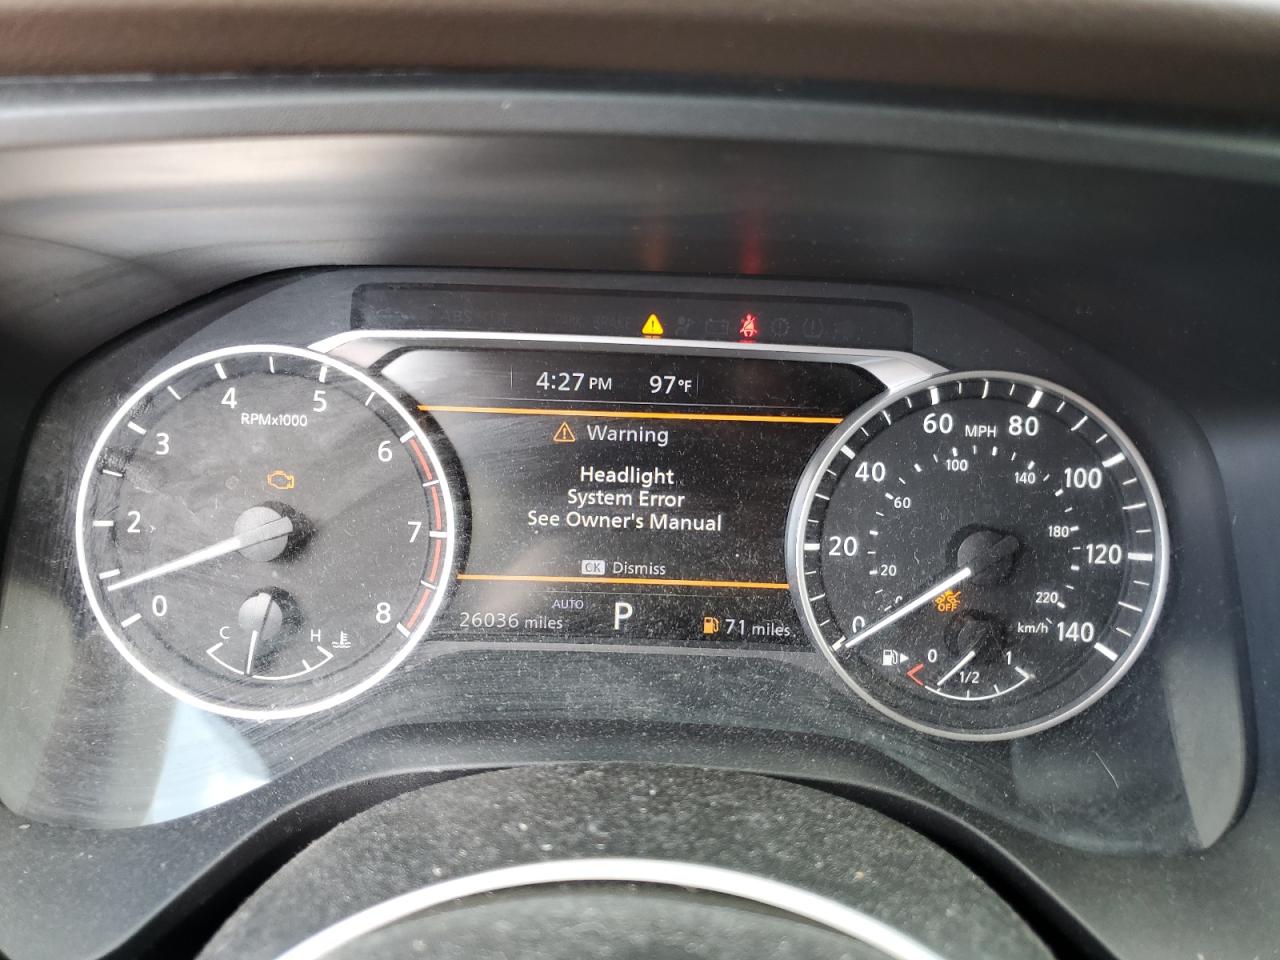 4:27 PM 97°F
Warning
Headlight
System Error
See Owner's Manual
OK Dismiss
AUTO
26036 miles P 71 miles
RPMx1000
0
2
3
4
5
6
7
8
C H
MPH
0
20
40
60
80
100
120
140
20
60
100
140
180
220
km/h
OFF
0 1/2 1